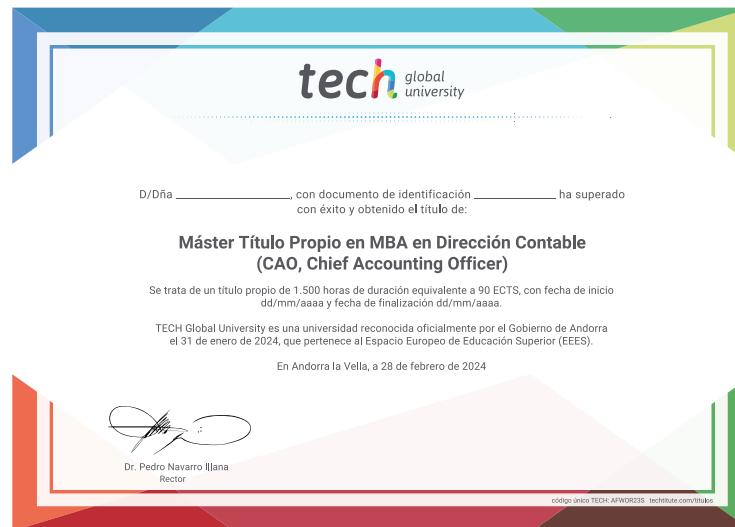 tech global university
D/Dña ____________________, con documento de identificación ______________ ha superado
con éxito y obtenido el título de:
Máster Título Propio en MBA en Dirección Contable
(CAO, Chief Accounting Officer)
Se trata de un título propio de 1.500 horas de duración equivalente a 90 ECTS, con fecha de inicio
dd/mm/aaaa y fecha de finalización dd/mm/aaaa.
TECH Global University es una universidad reconocida oficialmente por el Gobierno de Andorra
el 31 de enero de 2024, que pertenece al Espacio Europeo de Educación Superior (EEES).
En Andorra la Vella, a 28 de febrero de 2024
Dr. Pedro Navarro Illana
Rector
código único TECH: AFWOR23S techtitute.com/titulos